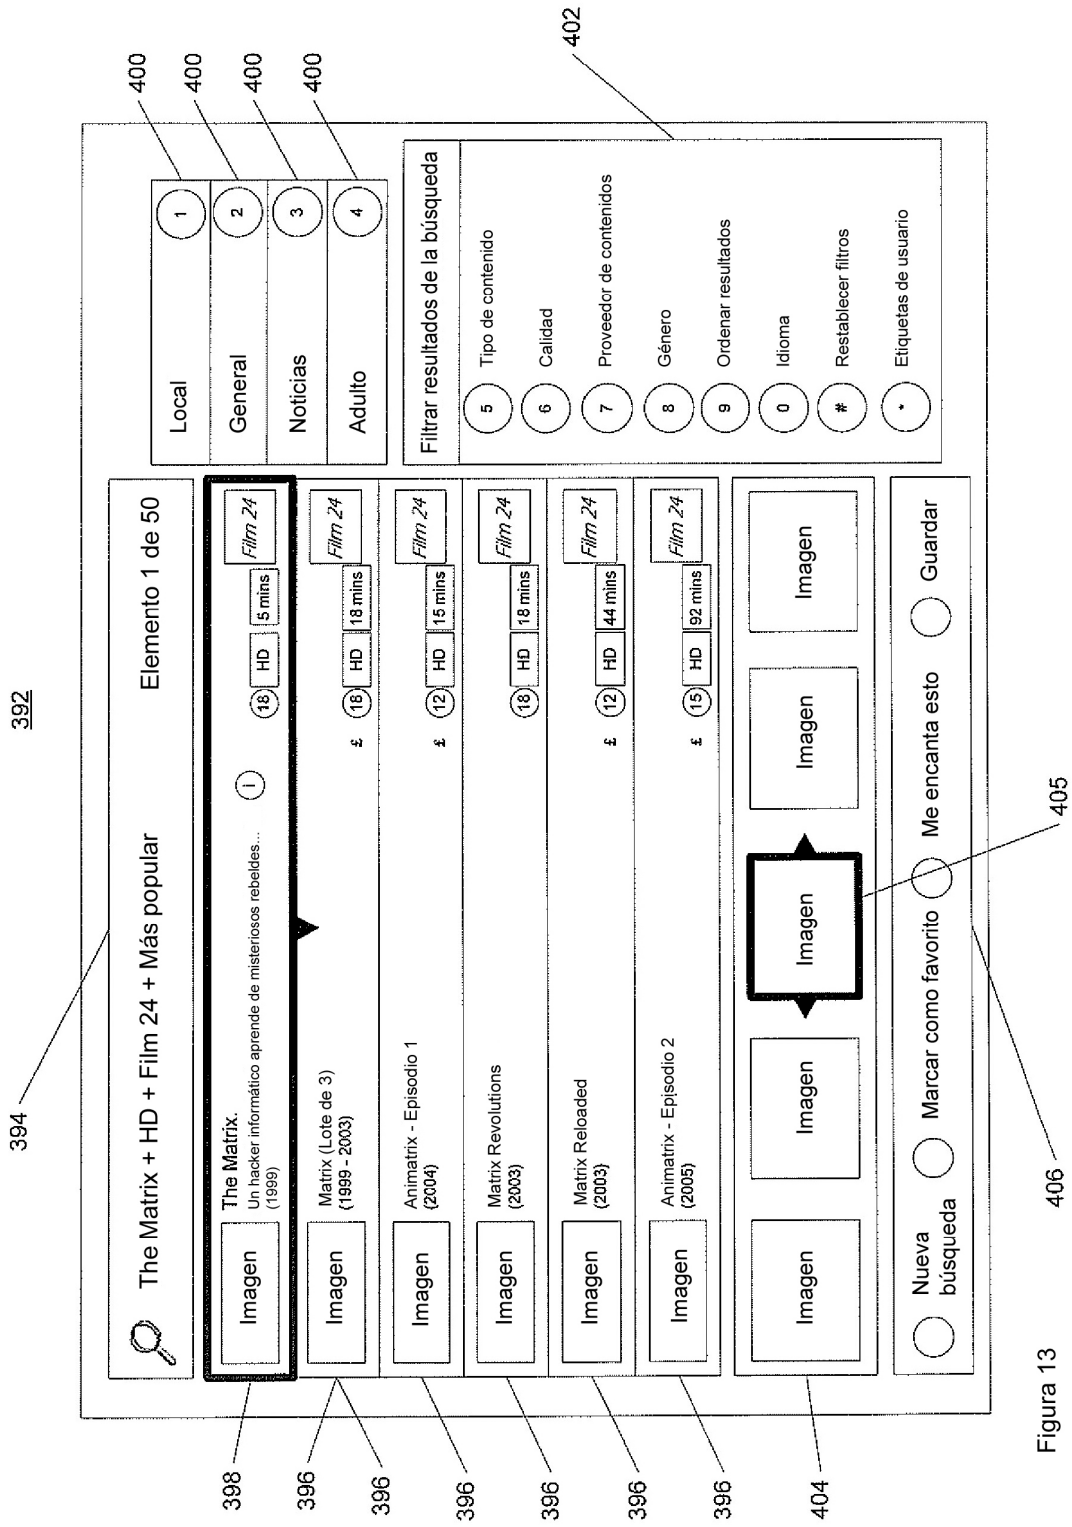 392
394
The Matrix + HD + Film 24 + Más popular
Elemento 1 de 50
The Matrix.
Un hacker informático aprende de misteriosos rebeldes...
(1999)
Imagen
i
18
HD
5 mins
Film 24
Imagen
Matrix (Lote de 3)
(1999 - 2003)
£
18
HD
18 mins
Film 24
Imagen
Animatrix - Episodio 1
(2004)
£
12
HD
15 mins
Film 24
Imagen
Matrix Revolutions
(2003)
18
HD
18 mins
Film 24
Imagen
Matrix Reloaded
(2003)
£
12
HD
44 mins
Film 24
Imagen
Animatrix - Episodio 2
(2005)
£
15
HD
92 mins
Film 24
Imagen
Imagen
Imagen
Imagen
Imagen
Nueva
búsqueda
Marcar como favorito
Me encanta esto
Guardar
Local
1
General
2
Noticias
3
Adulto
4
Filtrar resultados de la búsqueda
5
Tipo de contenido
6
Calidad
7
Proveedor de contenidos
8
Género
9
Ordenar resultados
0
Idioma
#
Restablecer filtros
*
Etiquetas de usuario
400
400
400
400
402
398
396
396
396
396
396
396
404
405
406
Figura 13